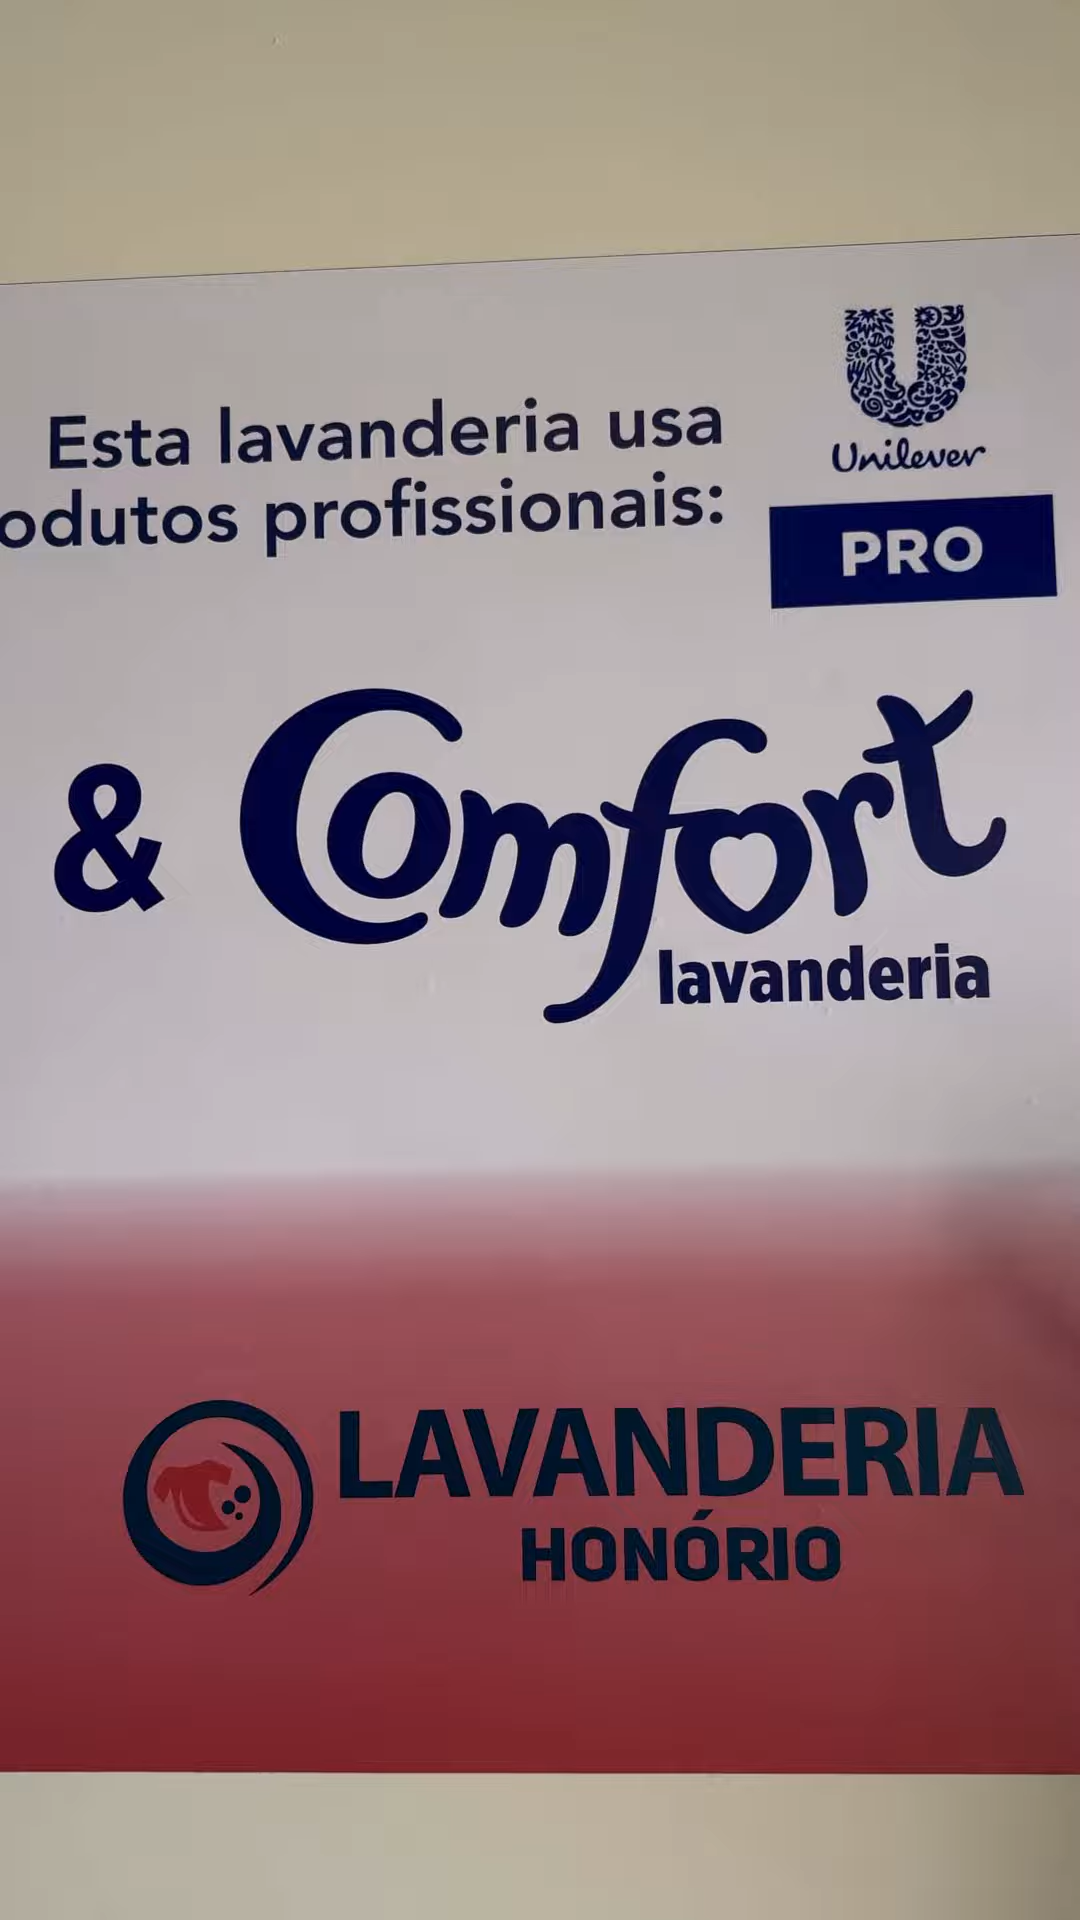 Esta lavanderia usa
odutos profissionais:
Unilever
PRO
& Comfort
lavanderia
LAVANDERIA
HONÓRIO